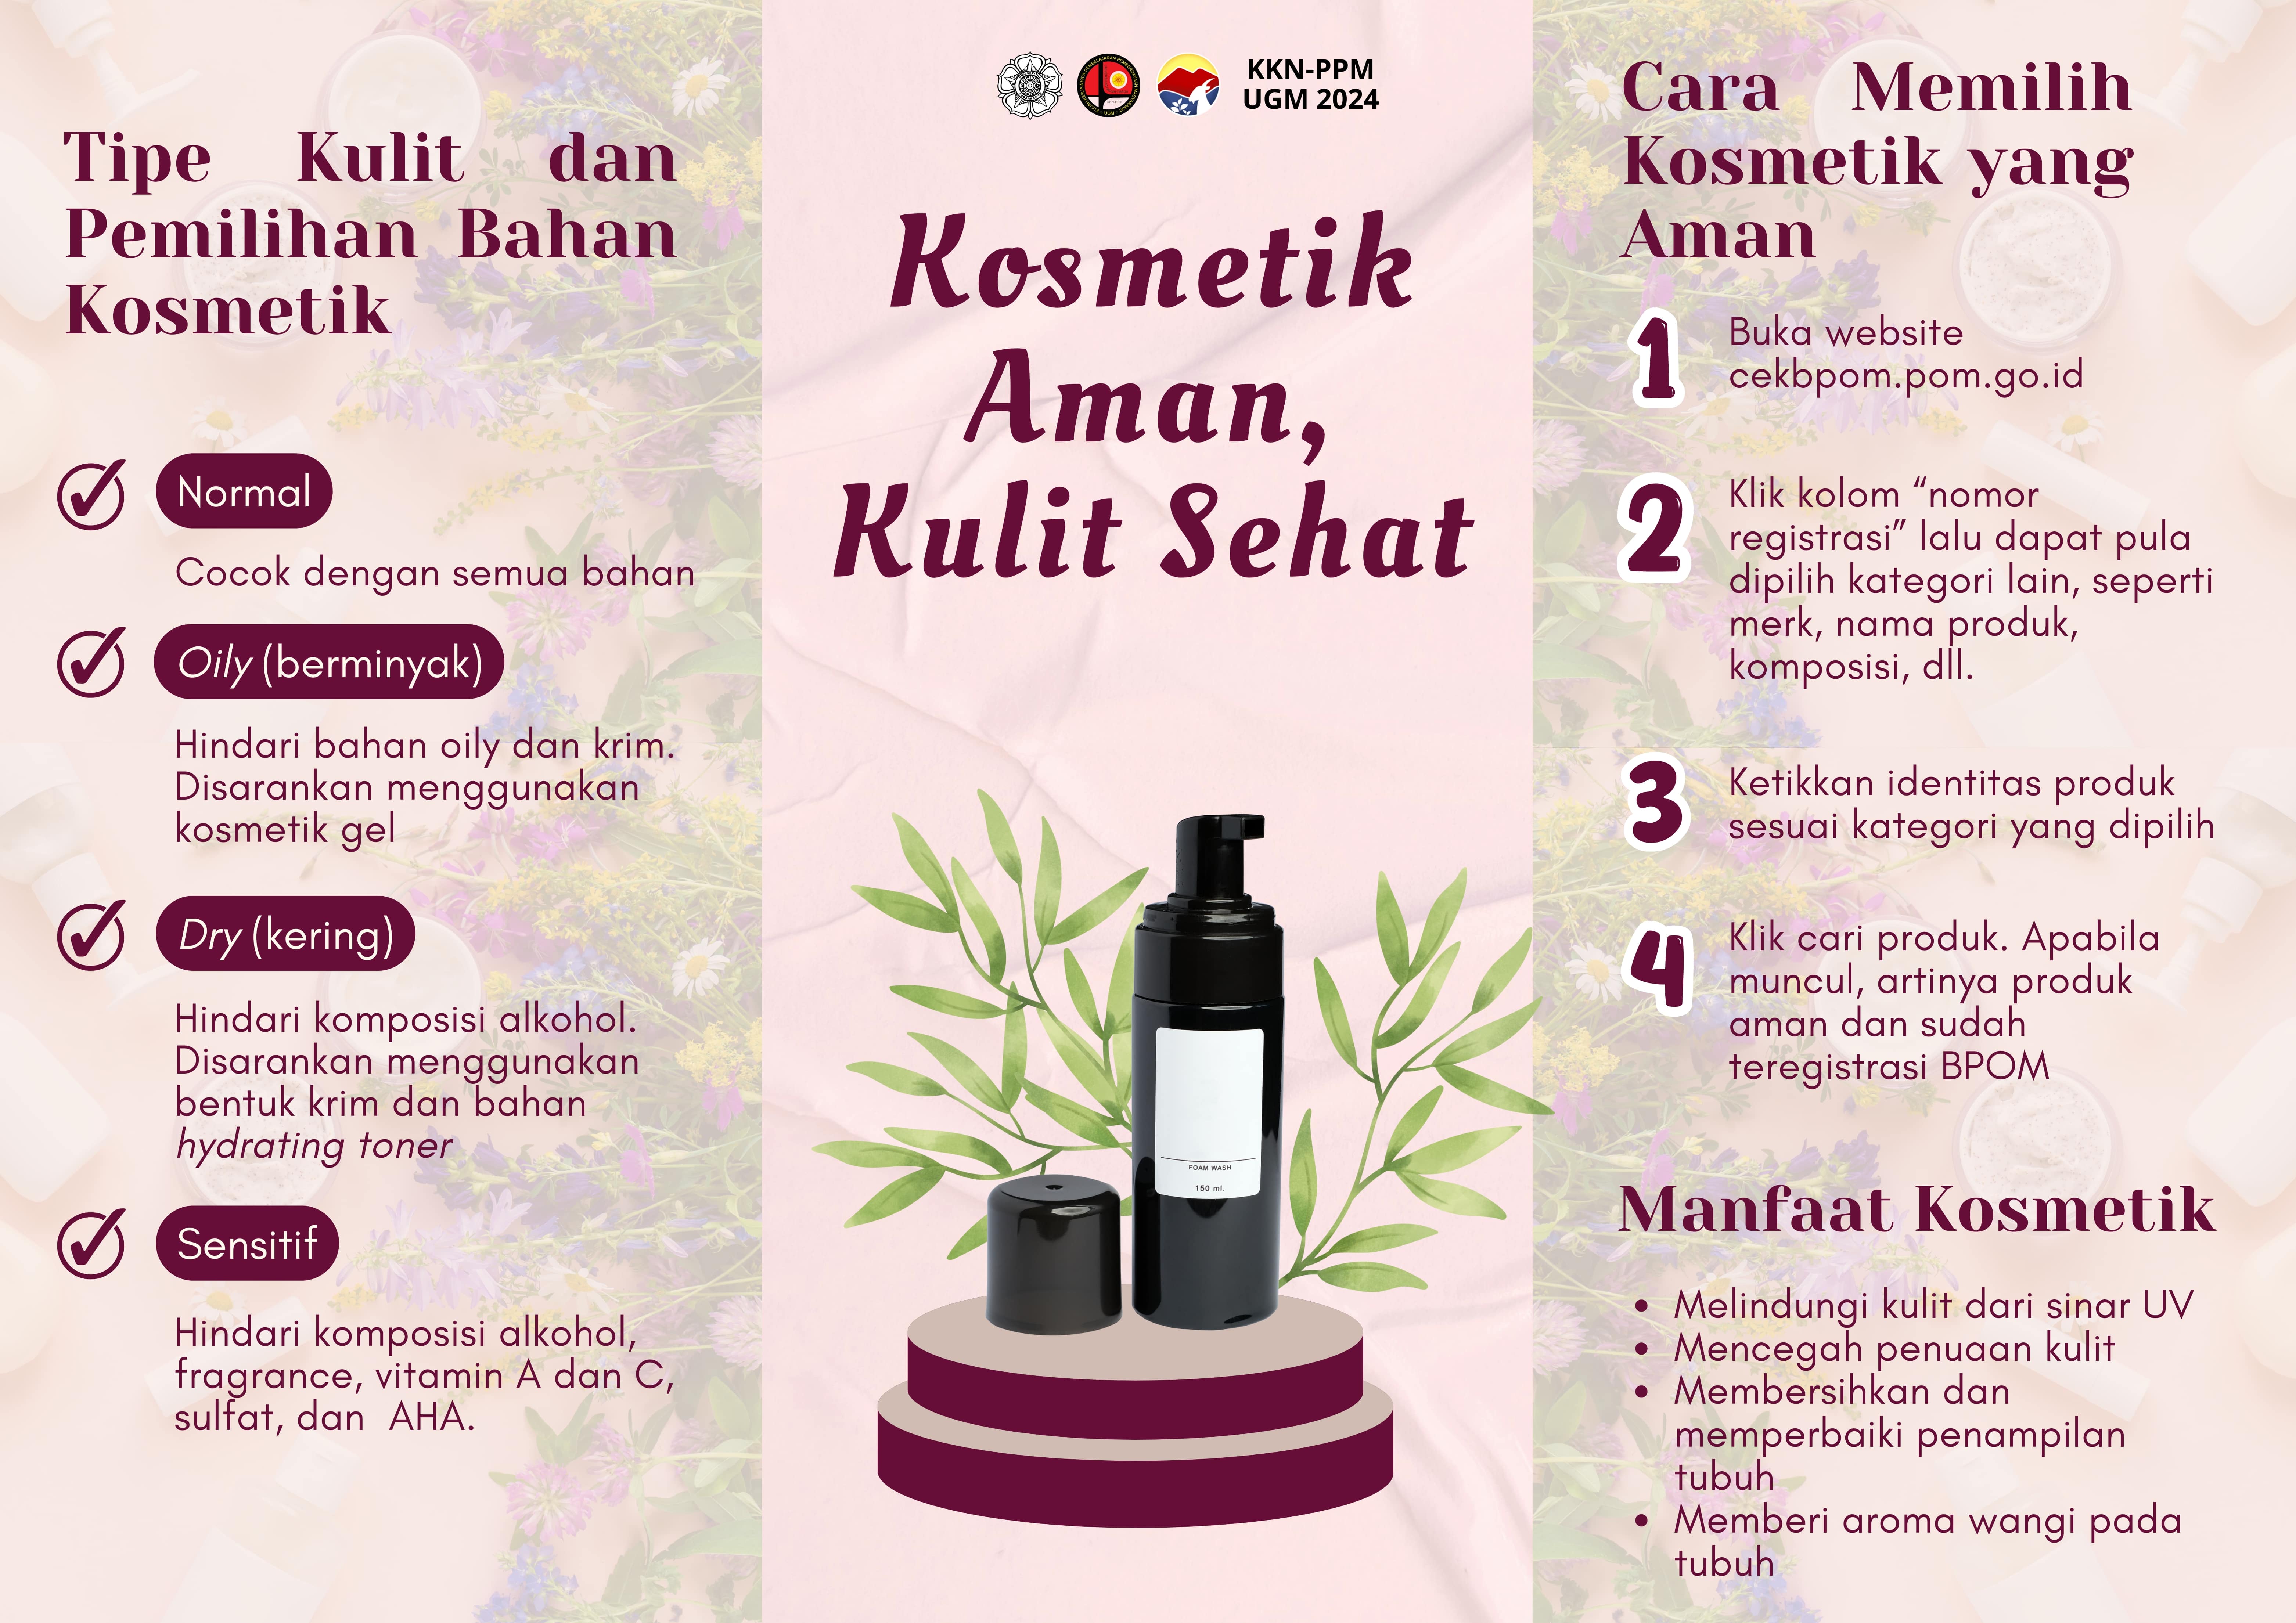 Tipe Kulit dan
Pemilihan Bahan
Kosmetik
Normal
Cocok dengan semua bahan
Oily (berminyak)
Hindari bahan oily dan krim.
Disarankan menggunakan
kosmetik gel
Dry (kering)
Hindari komposisi alkohol.
Disarankan menggunakan
bentuk krim dan bahan
hydrating toner
Sensitif
Hindari komposisi alkohol,
fragrance, vitamin A dan C,
sulfat, dan AHA.
KKN-PPM
UGM 2024
Kosmetik
Aman,
Kulit Sehat
FOAM WASH
150 ml.
Cara Memilih
Kosmetik yang
Aman
1
Buka website
cekbpom.pom.go.id
2
Klik kolom “nomor
registrasi” lalu dapat pula
dipilih kategori lain, seperti
merk, nama produk,
komposisi, dll.
3
Ketikkan identitas produk
sesuai kategori yang dipilih
4
Klik cari produk. Apabila
muncul, artinya produk
aman dan sudah
teregistrasi BPOM
Manfaat Kosmetik
• Melindungi kulit dari sinar UV
• Mencegah penuaan kulit
• Membersihkan dan
memperbaiki penampilan
tubuh
• Memberi aroma wangi pada
tubuh